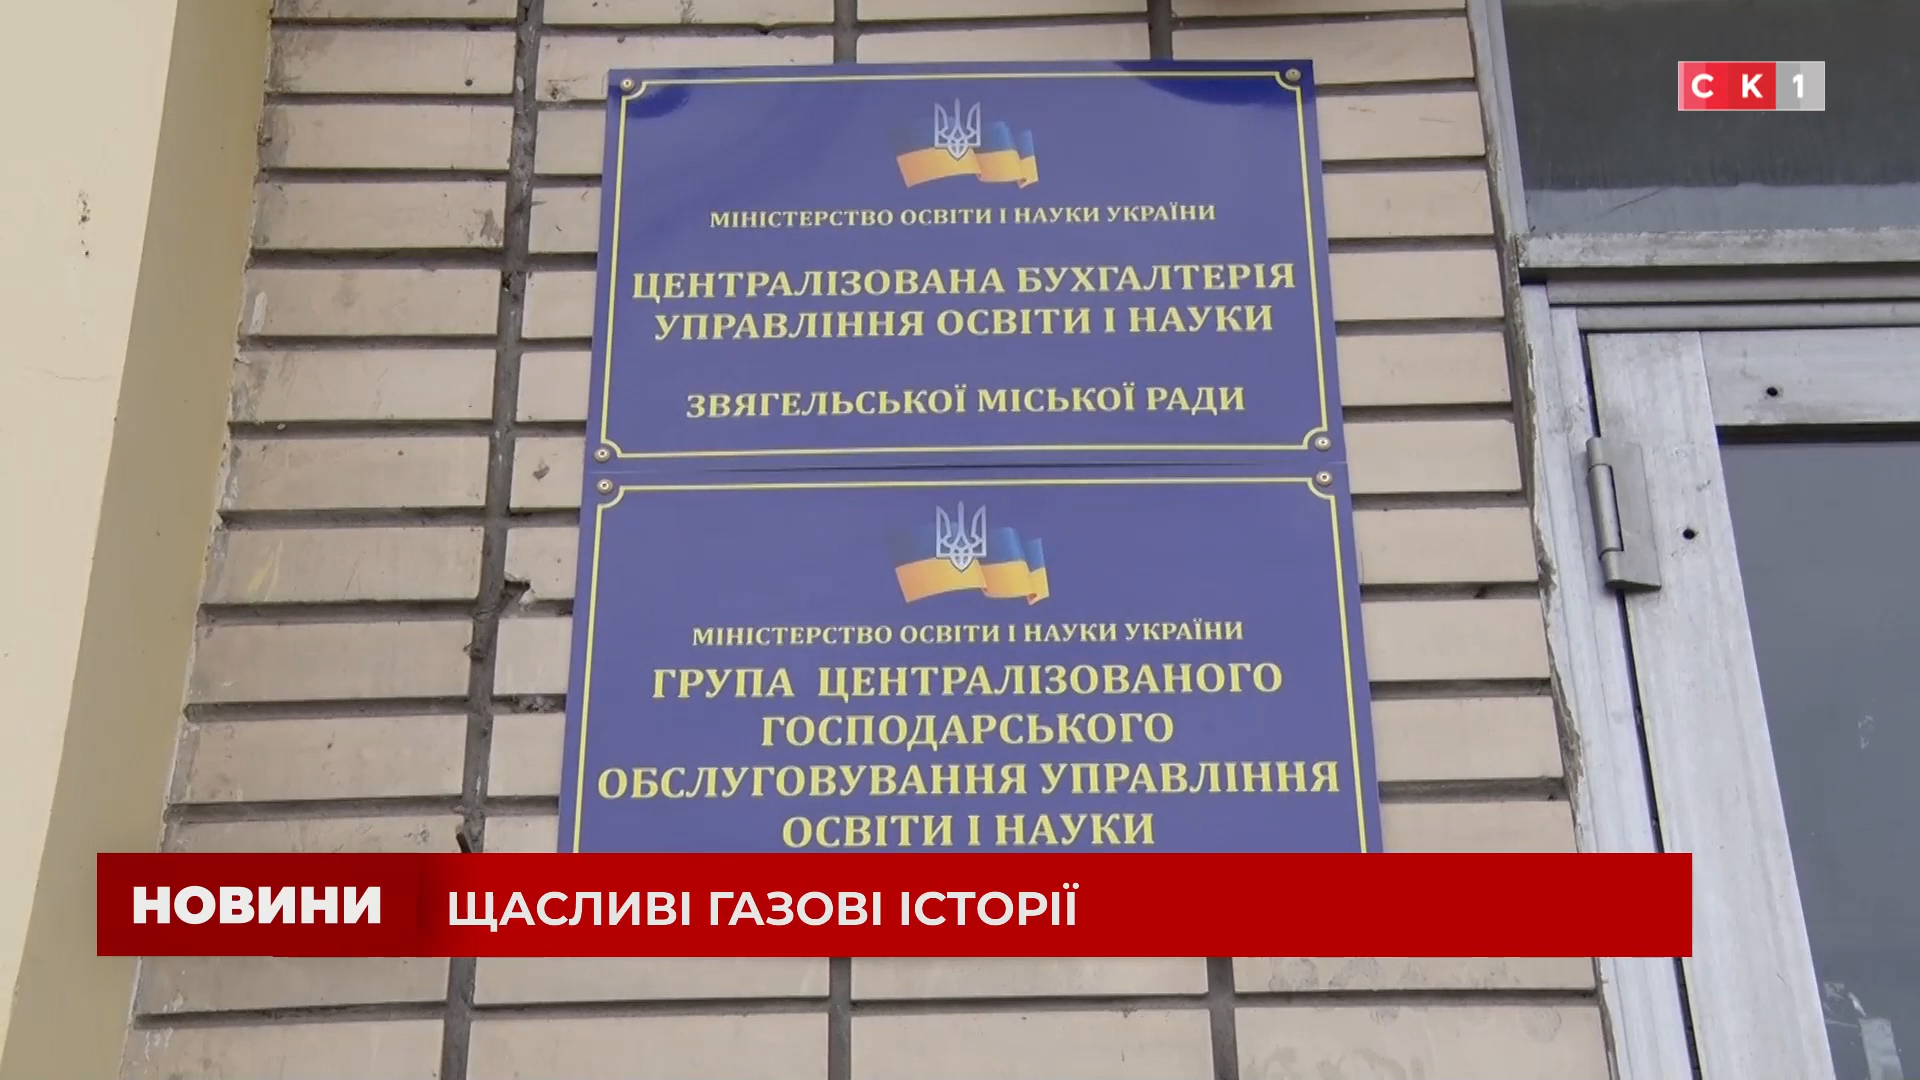 СК1
МІНІСТЕРСТВО ОСВІТИ І НАУКИ УКРАЇНИ
ЦЕНТРАЛІЗОВАНА БУХГАЛТЕРІЯ
УПРАВЛІННЯ ОСВІТИ І НАУКИ
ЗВЯГЕЛЬСЬКОЇ МІСЬКОЇ РАДИ
МІНІСТЕРСТВО ОСВІТИ І НАУКИ УКРАЇНИ
ГРУПА ЦЕНТРАЛІЗОВАНОГО
ГОСПОДАРСЬКОГО
ОБСЛУГОВУВАННЯ УПРАВЛІННЯ
ОСВІТИ І НАУКИ
НОВИНИ ЩАСЛИВІ ГАЗОВІ ІСТОРІЇ